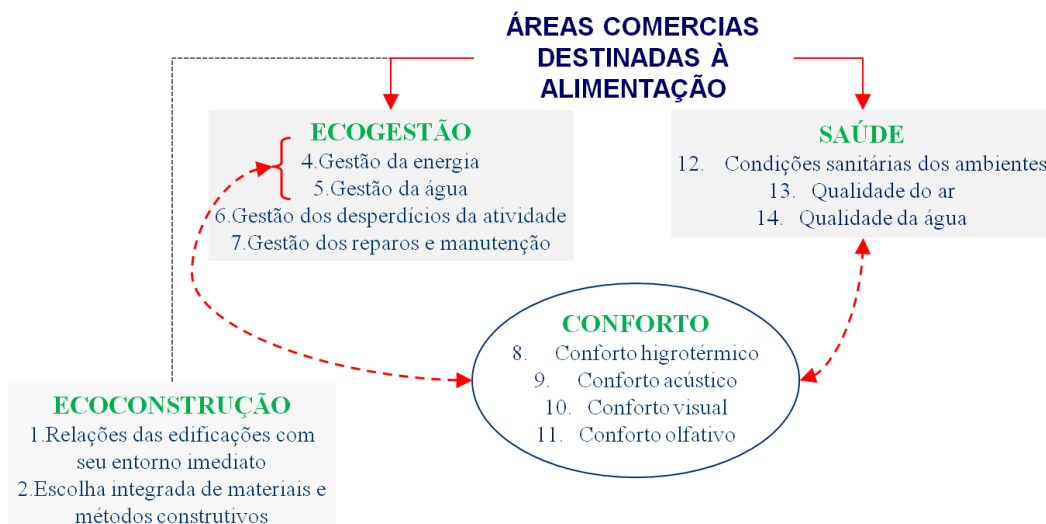 ÁREAS COMERCIAS
DESTINADAS À
ALIMENTAÇÃO
ECOGESTÃO
4.Gestão da energia
5.Gestão da água
6.Gestão dos desperdícios da atividade
7.Gestão dos reparos e manutenção
SAÚDE
12. Condições sanitárias dos ambientes
13. Qualidade do ar
14. Qualidade da água
CONFORTO
8. Conforto higrotérmico
9. Conforto acústico
10. Conforto visual
11. Conforto olfativo
ECOCONSTRUÇÃO
1.Relações das edificações com
seu entorno imediato
2.Escolha integrada de materiais e
métodos construtivos